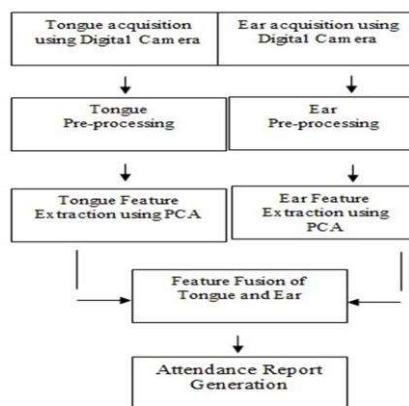 Tongue acquisition
using Digital Camera
Ear acquisition using
Digital Camera
Tongue
Pre-processing
Ear
Pre-processing
Tongue Feature
Extraction using PCA
Ear Feature
Extraction using
PCA
Feature Fusion of
Tongue and Ear
Attendance Report
Generation